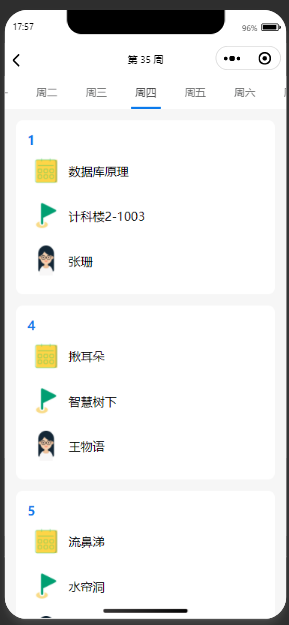 17:57
96%
第 35 周
周二
周三
周四
周五
周六
1
数据库原理
计科楼2-1003
张珊
4
揪耳朵
智慧树下
王物语
5
流鼻涕
水帘洞